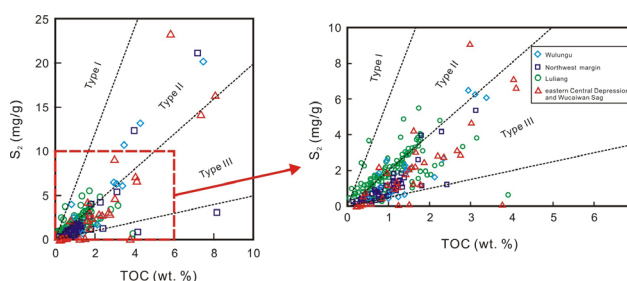 25
20
15
10
5
0
0 2 4 6 8 10
S₂ (mg/g)
TOC (wt. %)
Type I
Type II
Type III
10
8
6
4
2
0
0 1 2 3 4 5 6
S₂ (mg/g)
TOC (wt. %)
Type I
Type II
Type III
Wulungu
Northwest margin
Luliang
eastern Central Depression
and Wucaiwan Sag